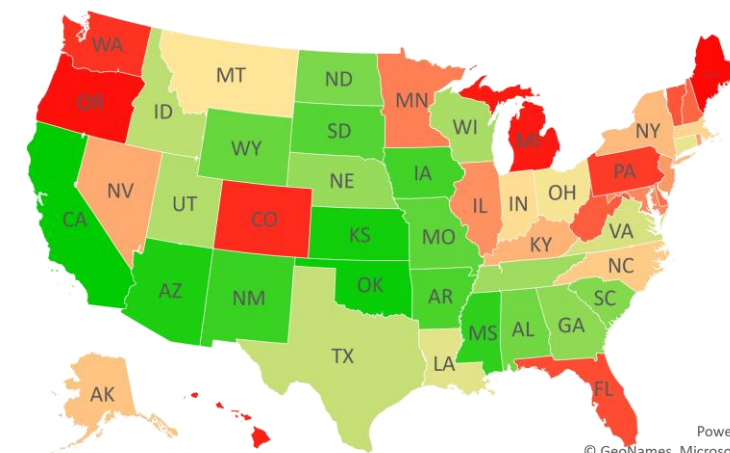 WA
MT
ND
OR
MN
ID
SD
WI
MI
NY
WY
IA
PA
NE
NV
IL
IN
OH
UT
CO
CA
KS
MO
KY
VA
NC
AZ
NM
OK
AR
SC
MS
AL
GA
TX
LA
AK
FL
Powe
© GeoNames, Microsof